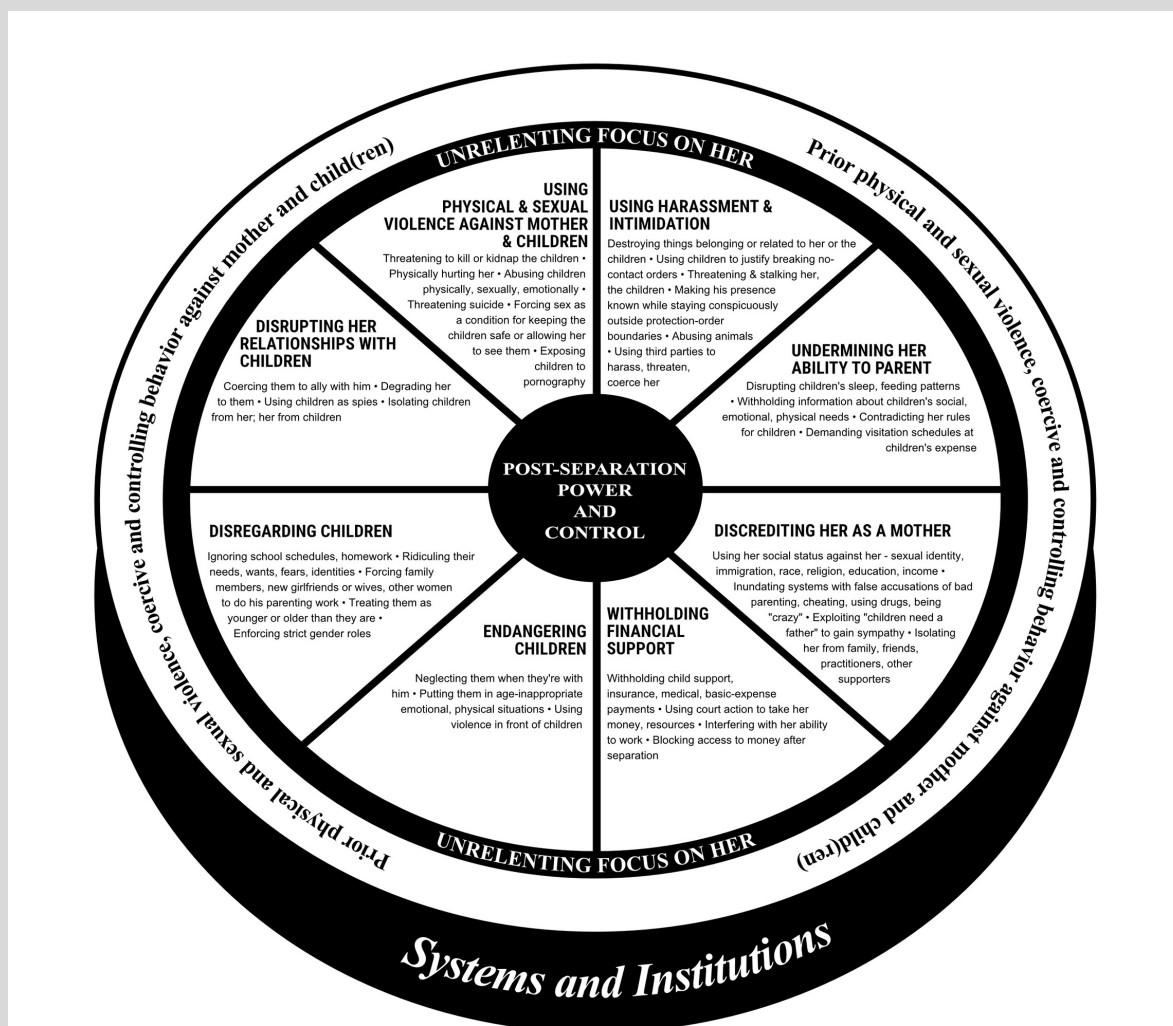 Prior physical and sexual violence, coercive and controlling behavior against mother and child(ren)
Prior physical and sexual violence, coercive and controlling behavior against mother and child(ren)
UNRELENTING FOCUS ON HER
USING
PHYSICAL & SEXUAL
VIOLENCE AGAINST MOTHER
& CHILDREN
Threatening to kill or kidnap the children •
Physically hurting her • Abusing children
physically, sexually, emotionally •
Threatening suicide • Forcing sex as
a condition for keeping the
children safe or allowing her
to see them • Exposing
children to
pornography
USING HARASSMENT &
INTIMIDATION
Destroying things belonging or related to her or the
children • Using children to justify breaking no-
contact orders • Threatening & stalking her,
the children • Making his presence
known while staying conspicuously
outside protection-order
boundaries • Abusing animals
• Using third parties to
harass, threaten,
coerce her
DISRUPTING HER
RELATIONSHIPS WITH
CHILDREN
Coercing them to ally with him • Degrading her
to them • Using children as spies • Isolating children
from her; her from children
UNDERMINING HER
ABILITY TO PARENT
Disrupting children's sleep, feeding patterns
• Withholding information about children's social,
emotional, physical needs • Contradicting her rules
for children • Demanding visitation schedules at
children's expense
POST-SEPARATION
POWER
AND
CONTROL
DISREGARDING CHILDREN
Ignoring school schedules, homework • Ridiculing their
needs, wants, fears, identities • Forcing family
members, new girlfriends or wives, other women
to do his parenting work • Treating them as
younger or older than they are •
Enforcing strict gender roles
DISCREDITING HER AS A MOTHER
Using her social status against her - sexual identity,
immigration, race, religion, education, income •
Inundating systems with false accusations of bad
parenting, cheating, using drugs, being
"crazy" • Exploiting "children need a
father" to gain sympathy • Isolating
her from family, friends,
practitioners, other
supporters
ENDANGERING
CHILDREN
Neglecting them when they're with
him • Putting them in age-inappropriate
emotional, physical situations • Using
violence in front of children
WITHHOLDING
FINANCIAL
SUPPORT
Withholding child support,
insurance, medical, basic-expense
payments • Using court action to take her
money, resources • Interfering with her ability
to work • Blocking access to money after
separation
UNRELENTING FOCUS ON HER
Systems and Institutions